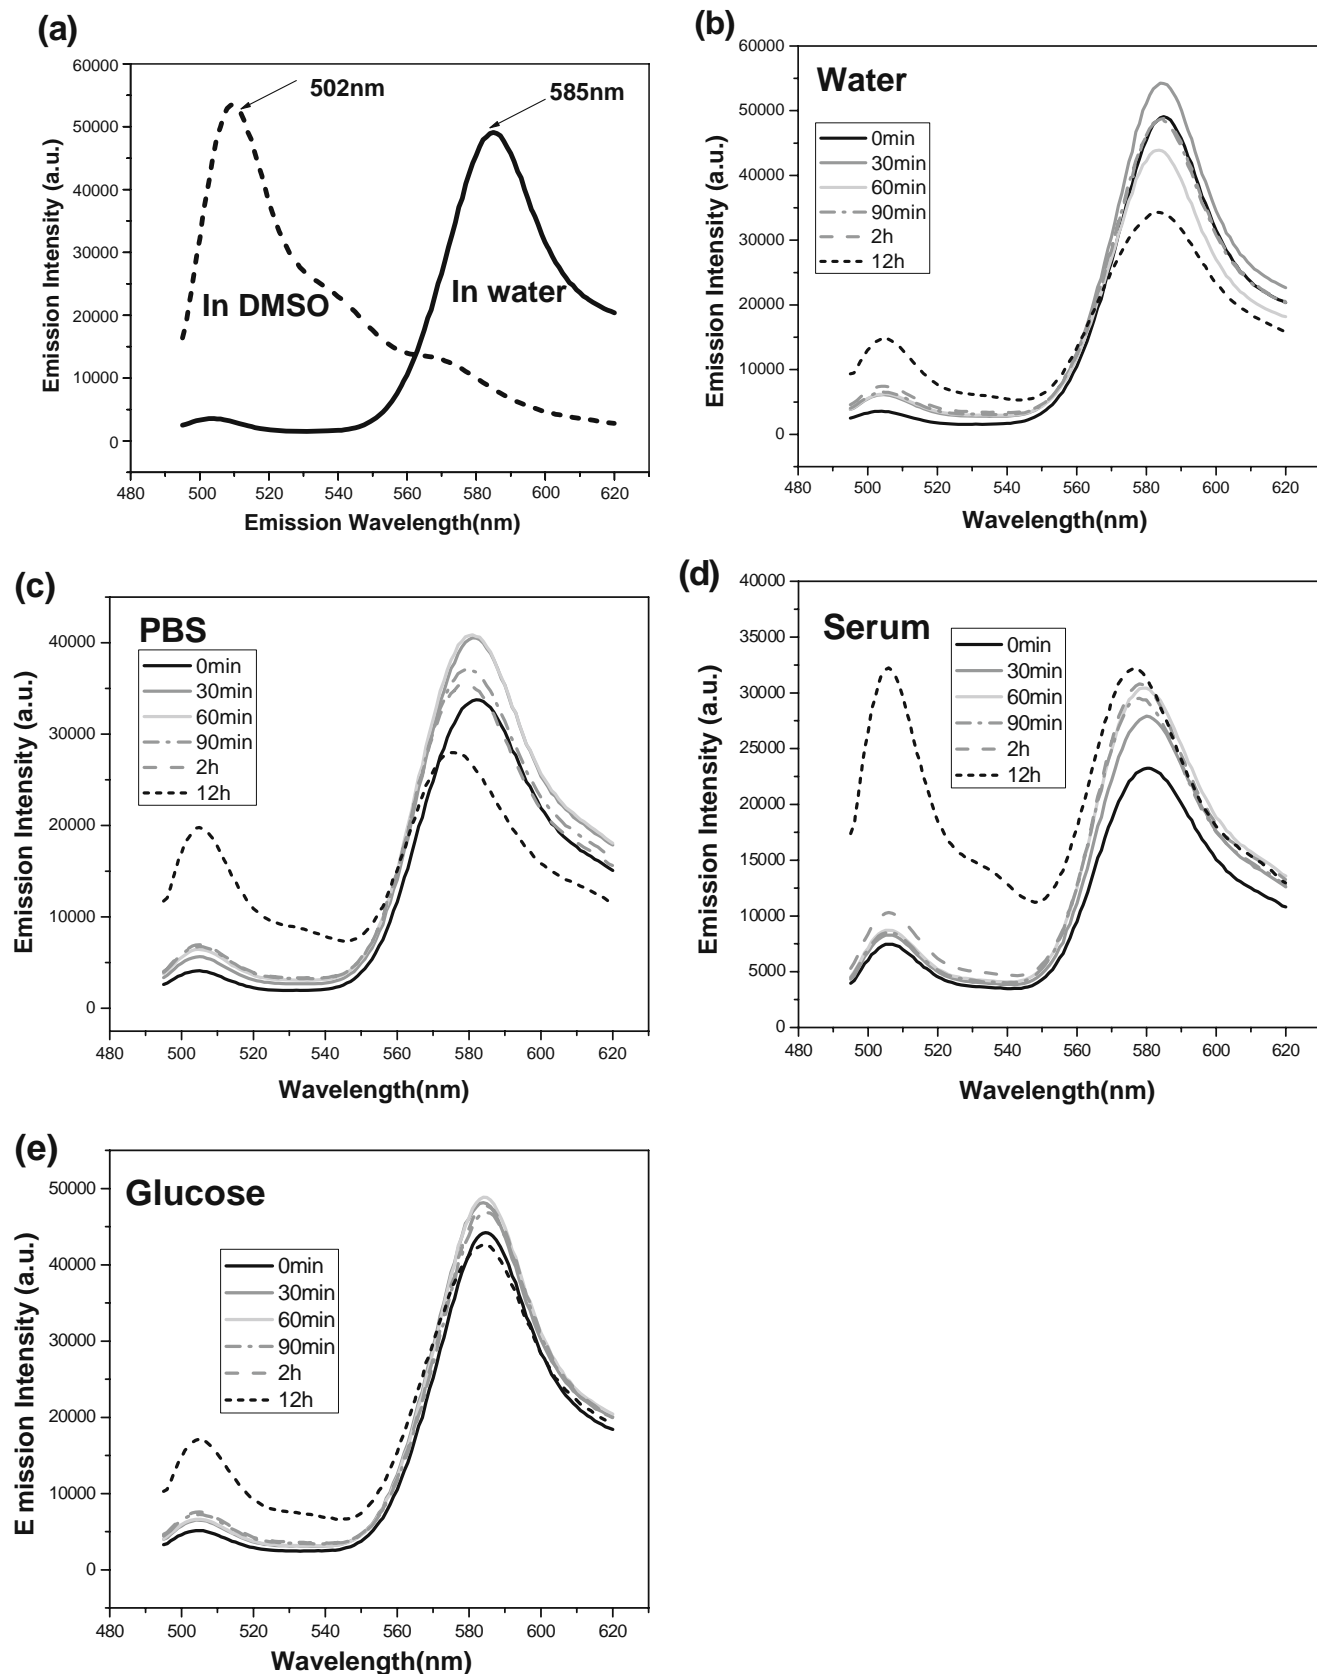 (a)
60000
50000
40000
30000
20000
10000
0
Emission Intensity (a.u.)
502nm
585nm
In DMSO
In water
480 500 520 540 560 580 600 620
Emission Wavelength(nm)
(b)
60000
50000
40000
30000
20000
10000
0
Emission Intensity (a.u.)
Water
0min
30min
60min
90min
2h
12h
480 500 520 540 560 580 600 620
Wavelength(nm)
(c)
40000
30000
20000
10000
0
Emission Intensity (a.u.)
PBS
0min
30min
60min
90min
2h
12h
480 500 520 540 560 580 600 620
Wavelength(nm)
(d)
40000
35000
30000
25000
20000
15000
10000
5000
0
Emission Intensity (a.u.)
Serum
0min
30min
60min
90min
2h
12h
480 500 520 540 560 580 600 620
Wavelength(nm)
(e)
50000
40000
30000
20000
10000
0
E mission Intensity (a.u.)
Glucose
0min
30min
60min
90min
2h
12h
480 500 520 540 560 580 600 620
Wavelength(nm)